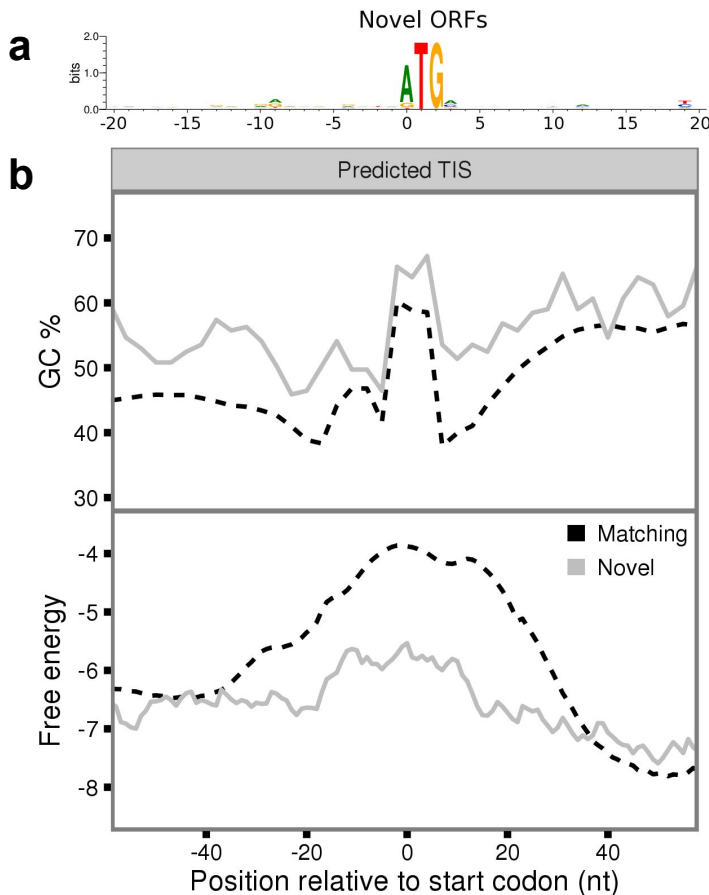 Novel ORFs
a
2.0
1.0
0.0
bits
ATG
-20 -15 -10 -5 0 5 10 15 20
b
Predicted TIS
70
60
50
40
30
GC %
Matching
Novel
-4
-5
-6
-7
-8
Free energy
-40 -20 0 20 40
Position relative to start codon (nt)